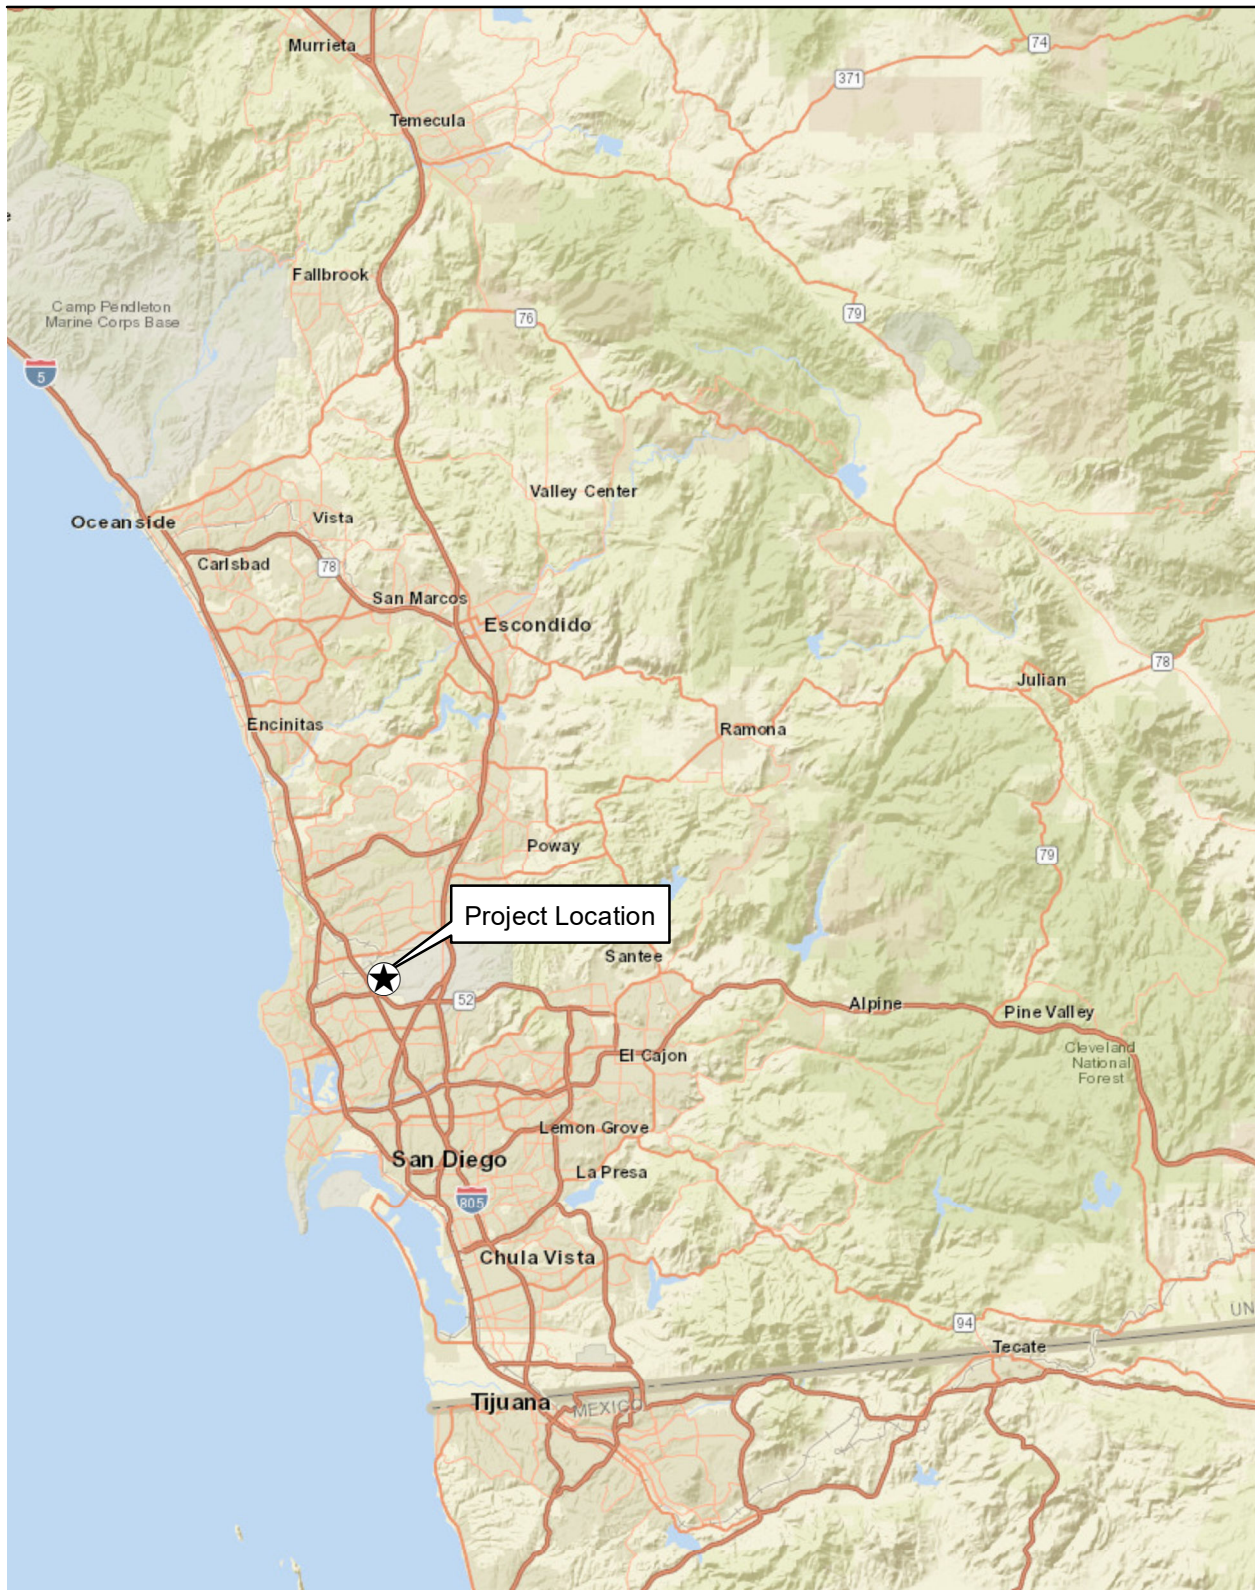 Murrieta
74
371
Temecula
Fallbrook
Camp Pendleton
Marine Corps Base
76
79
5
Valley Center
Oceanside
Vista
Carlsbad
78
San Marcos
Escondido
78
Julian
Encinitas
Ramona
Poway
79
Project Location
Santee
52
Alpine
Pine Valley
El Cajon
Cleveland
National
Forest
Lemon Grove
San Diego
La Presa
805
Chula Vista
UN
94
Tecate
Tijuana
MEXICO